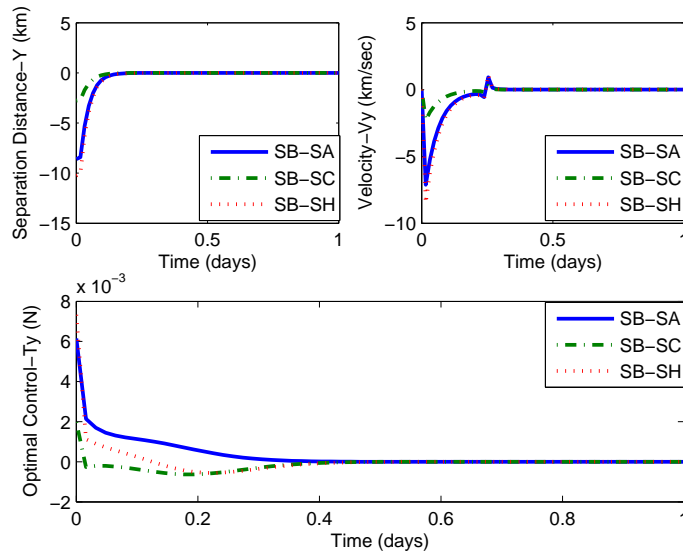 5
0
−5
−10
−15
0
0.5
1
Time (days)
Separation Distance−Y (km)
SB−SA
SB−SC
SB−SH
5
0
−5
−10
0
0.5
1
Time (days)
Velocity−Vy (km/sec)
SB−SA
SB−SC
SB−SH
x 10−3
8
6
4
2
0
−2
0
0.2
0.4
0.6
0.8
1
Time (days)
Optimal Control−Ty (N)
SB−SA
SB−SC
SB−SH